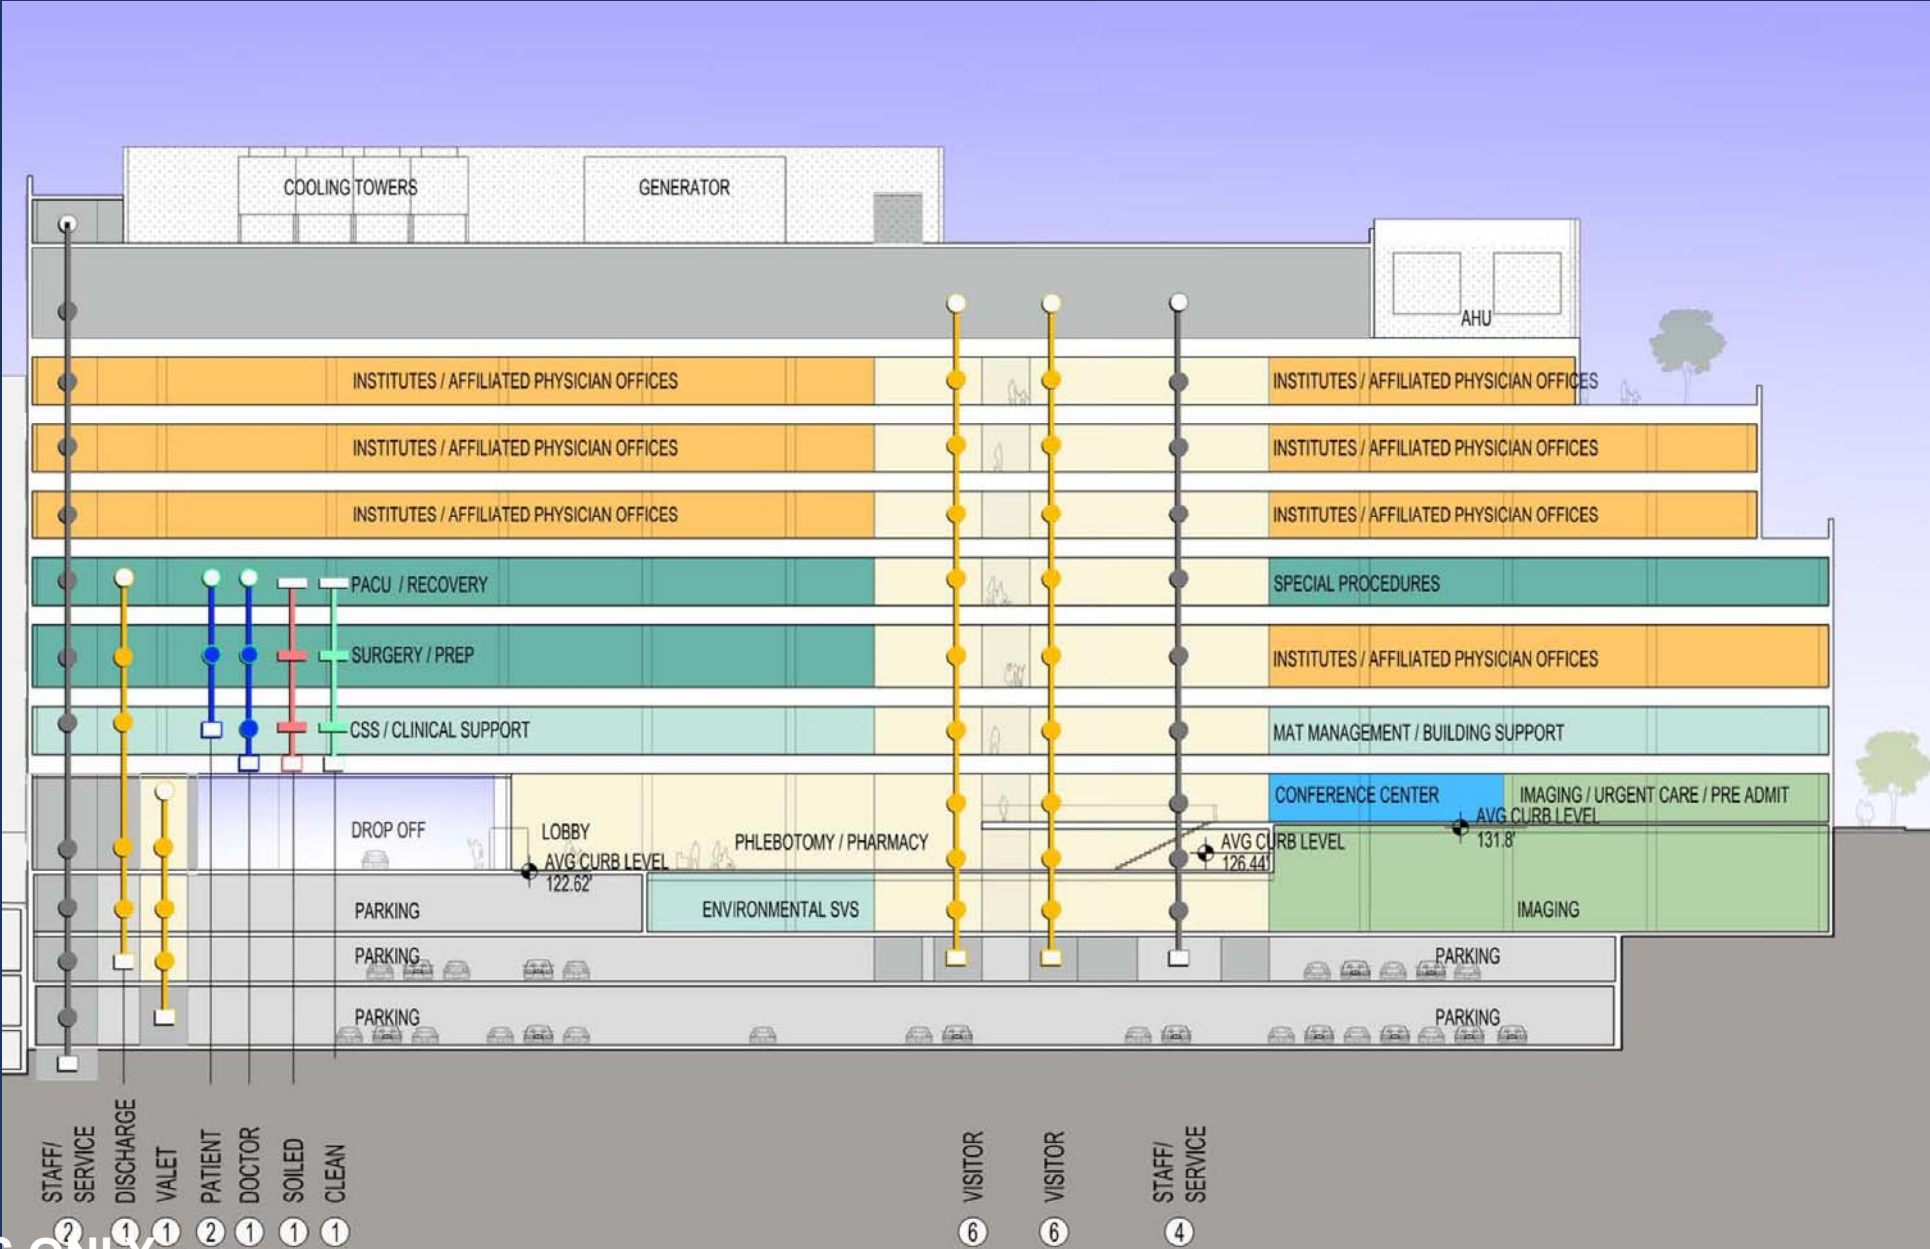 COOLING TOWERS
GENERATOR
AHU
INSTITUTES / AFFILIATED PHYSICIAN OFFICES
INSTITUTES / AFFILIATED PHYSICIAN OFFICES
INSTITUTES / AFFILIATED PHYSICIAN OFFICES
INSTITUTES / AFFILIATED PHYSICIAN OFFICES
INSTITUTES / AFFILIATED PHYSICIAN OFFICES
INSTITUTES / AFFILIATED PHYSICIAN OFFICES
PACU / RECOVERY
SPECIAL PROCEDURES
SURGERY / PREP
INSTITUTES / AFFILIATED PHYSICIAN OFFICES
CSS / CLINICAL SUPPORT
MAT MANAGEMENT / BUILDING SUPPORT
CONFERENCE CENTER
IMAGING / URGENT CARE / PRE ADMIT
AVG CURB LEVEL
131.8'
DROP OFF
LOBBY
PHLEBOTOMY / PHARMACY
AVG CURB LEVEL
126.44'
AVG CURB LEVEL
122.62'
PARKING
ENVIRONMENTAL SVS
IMAGING
PARKING
PARKING
PARKING
PARKING
STAFF/
SERVICE
DISCHARGE
VALET
PATIENT
DOCTOR
SOILED
CLEAN
VISITOR
VISITOR
STAFF/
SERVICE
2
1
1
2
1
1
1
6
6
4
ONLY